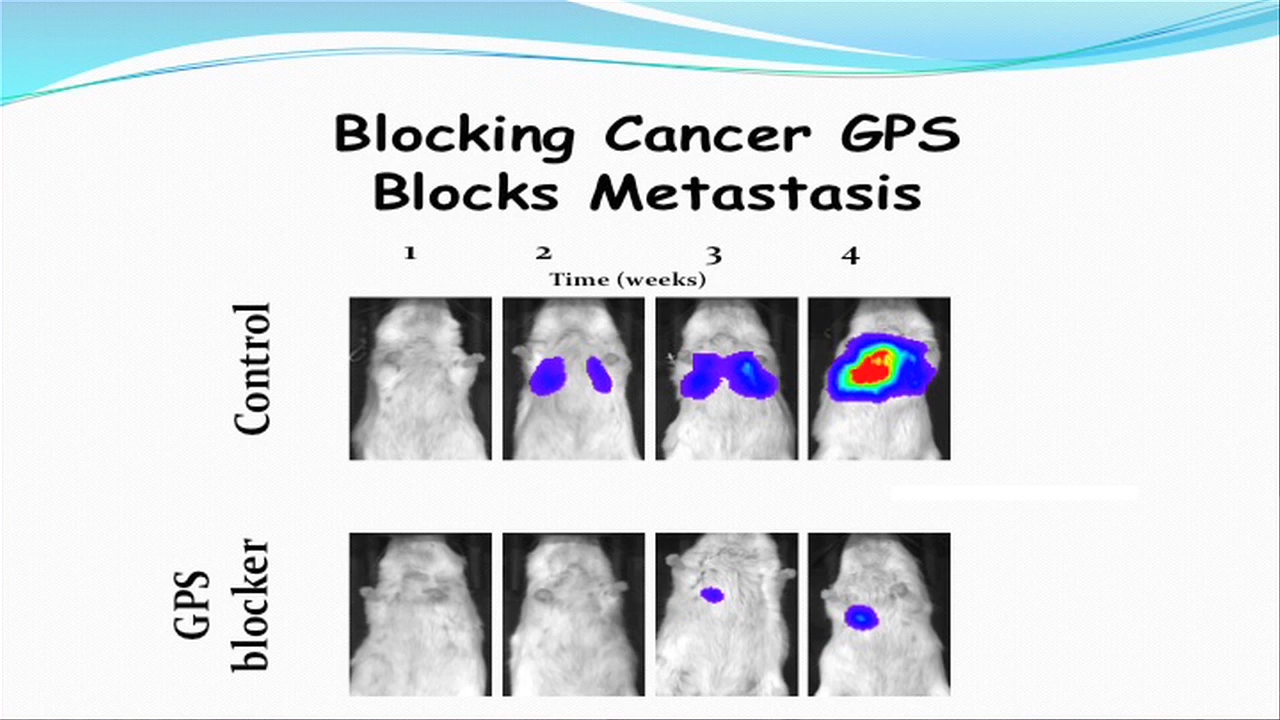 Blocking Cancer GPS
Blocks Metastasis
1 2 3 4
Time (weeks)
Control
GPS
blocker